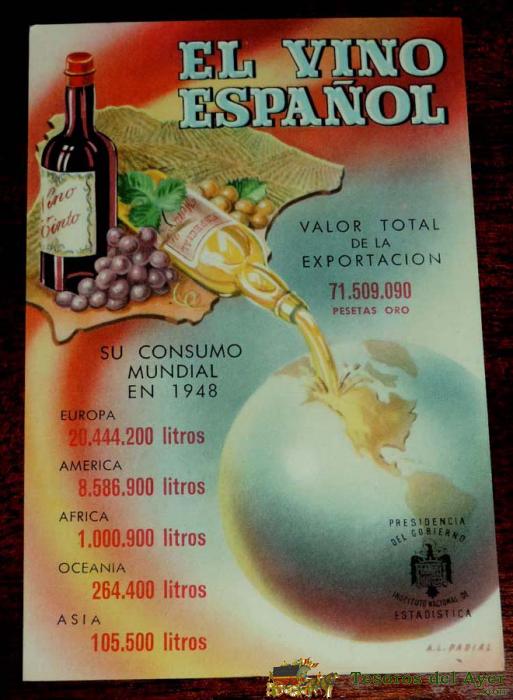 EL VINO
ESPAÑOL
Vino
Tinto
ESPECIAL
VALOR TOTAL
DE LA
EXPORTACION
71.509.090
PESETAS ORO
SU CONSUMO
MUNDIAL
EN 1948
EUROPA
20.444.200 litros
AMERICA
8.586.900 litros
AFRICA
1.000.900 litros
OCEANIA
264.400 litros
ASIA
105.500 litros
PRESIDENCIA
DEL GOBIERNO
INSTITUTO NACIONAL DE
ESTADISTICA
A.L. PADIAL
Tesoros del Ayer